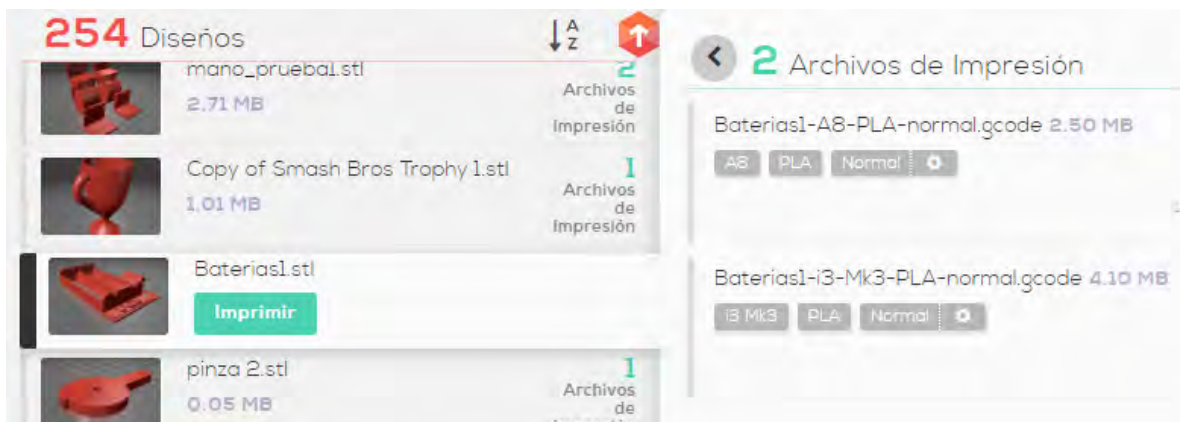 254 Diseños
A
Z
mano_prueba1.stl
2.71 MB
2
Archivos
de
Impresión
Copy of Smash Bros Trophy 1.stl
1.01 MB
1
Archivos
de
Impresión
Baterias1.stl
Imprimir
pinza 2.stl
0.05 MB
1
Archivos
de
2 Archivos de Impresión
Baterias1-A8-PLA-normal.gcode 2.50 MB
A8 PLA Normal
Baterias1-i3-Mk3-PLA-normal.gcode 4.10 MB
i3 Mk3 PLA Normal